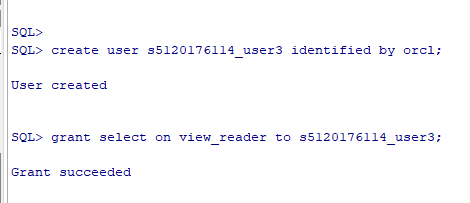 SQL>
SQL> create user s5120176114_user3 identified by orcl;
User created
SQL> grant select on view_reader to s5120176114_user3;
Grant succeeded